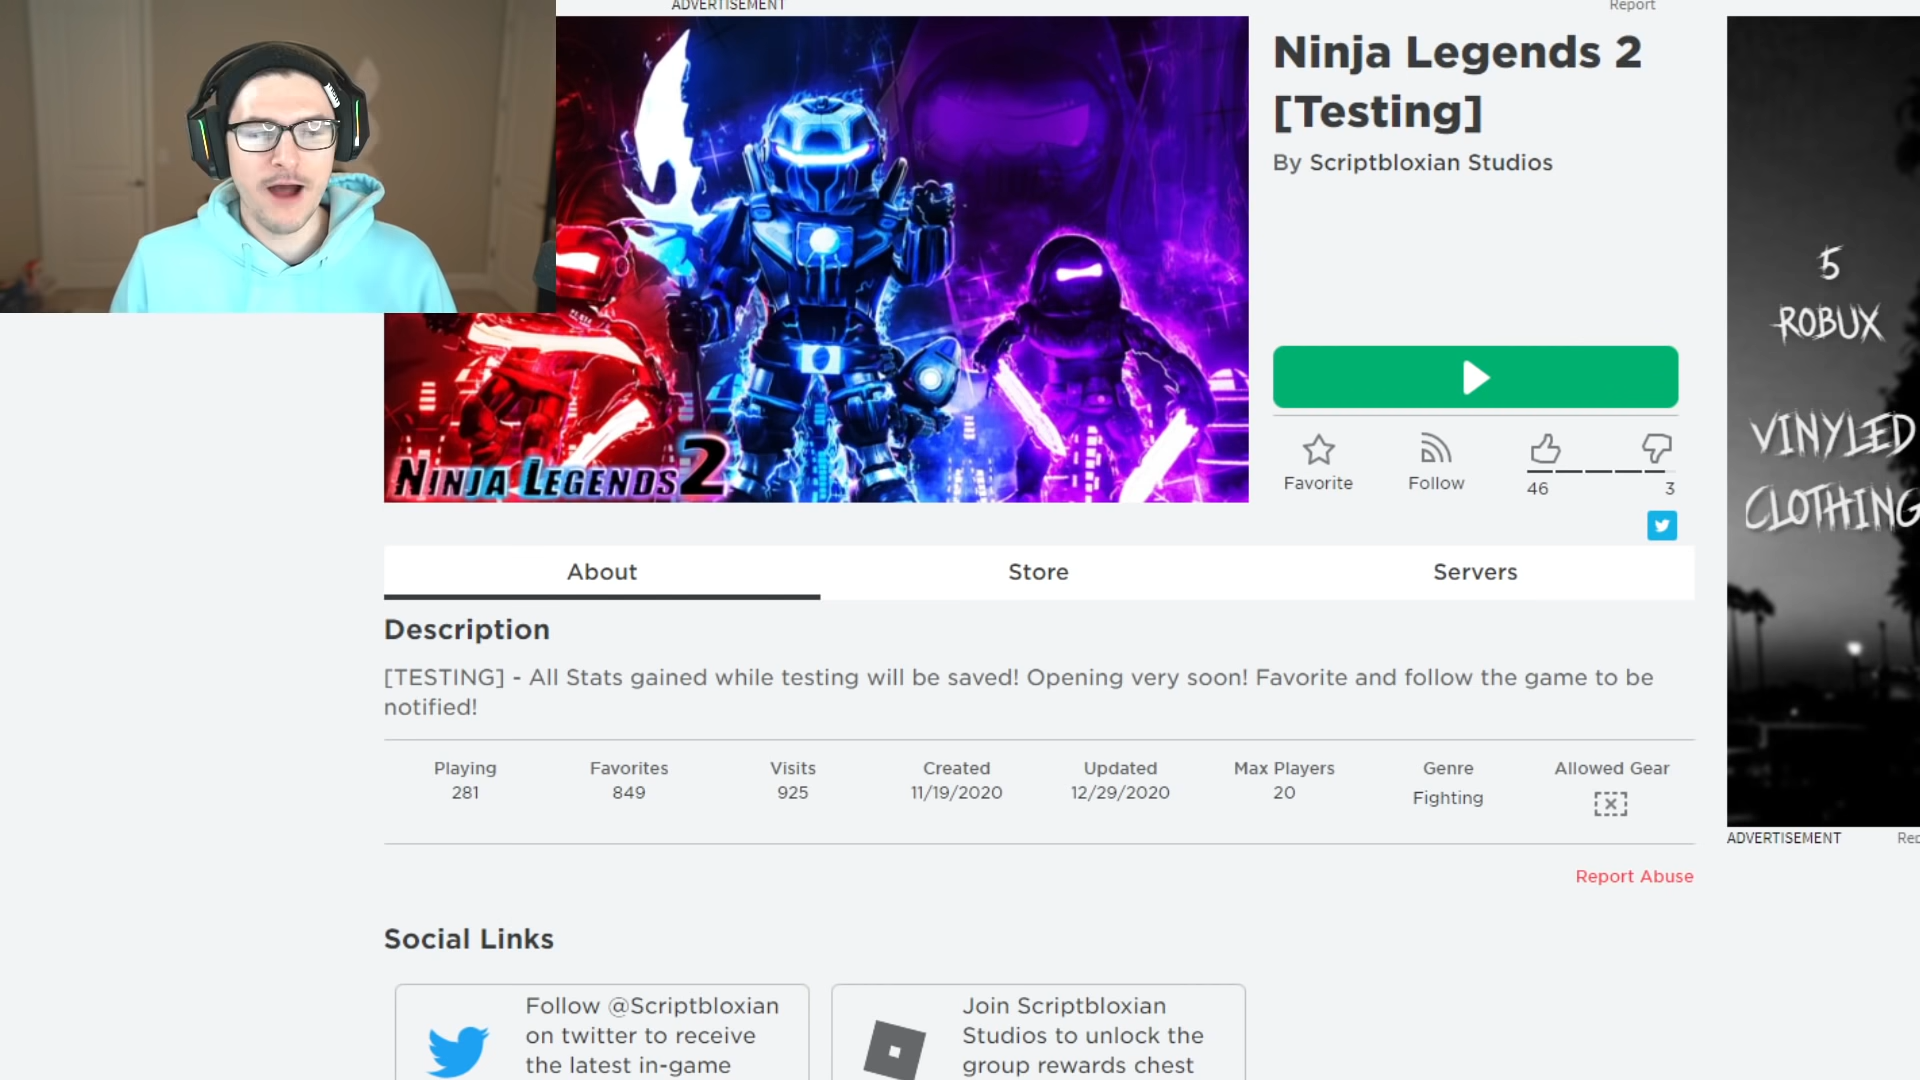 ADVERTISEMENT
Report
Ninja Legends 2
[Testing]
By Scriptbloxian Studios
NINJA LEGENDS 2
Favorite
Follow
46
3
5
ROBUX
VINYLED
CLOTHING
About
Store
Servers
Description
[TESTING] - All Stats gained while testing will be saved! Opening very soon! Favorite and follow the game to be
notified!
Playing
Favorites
Visits
Created
Updated
Max Players
Genre
Allowed Gear
281
849
925
11/19/2020
12/29/2020
20
Fighting
ADVERTISEMENT
Report Abuse
Social Links
Follow @Scriptbloxian
on twitter to receive
the latest in-game
Join Scriptbloxian
Studios to unlock the
group rewards chest